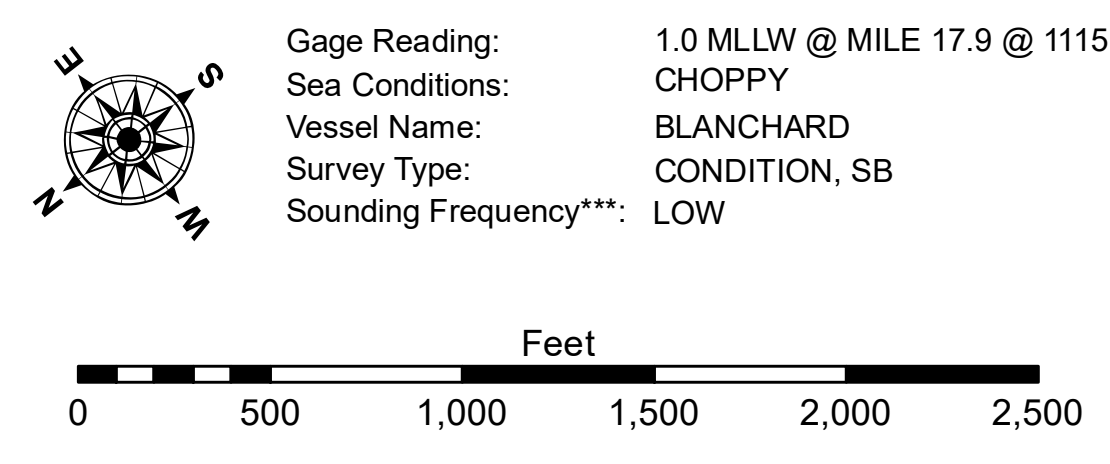 E
S
N
W
Gage Reading: 1.0 MLLW @ MILE 17.9 @ 1115
Sea Conditions: CHOPPY
Vessel Name: BLANCHARD
Survey Type: CONDITION, SB
Sounding Frequency***: LOW
Feet
0 500 1,000 1,500 2,000 2,500